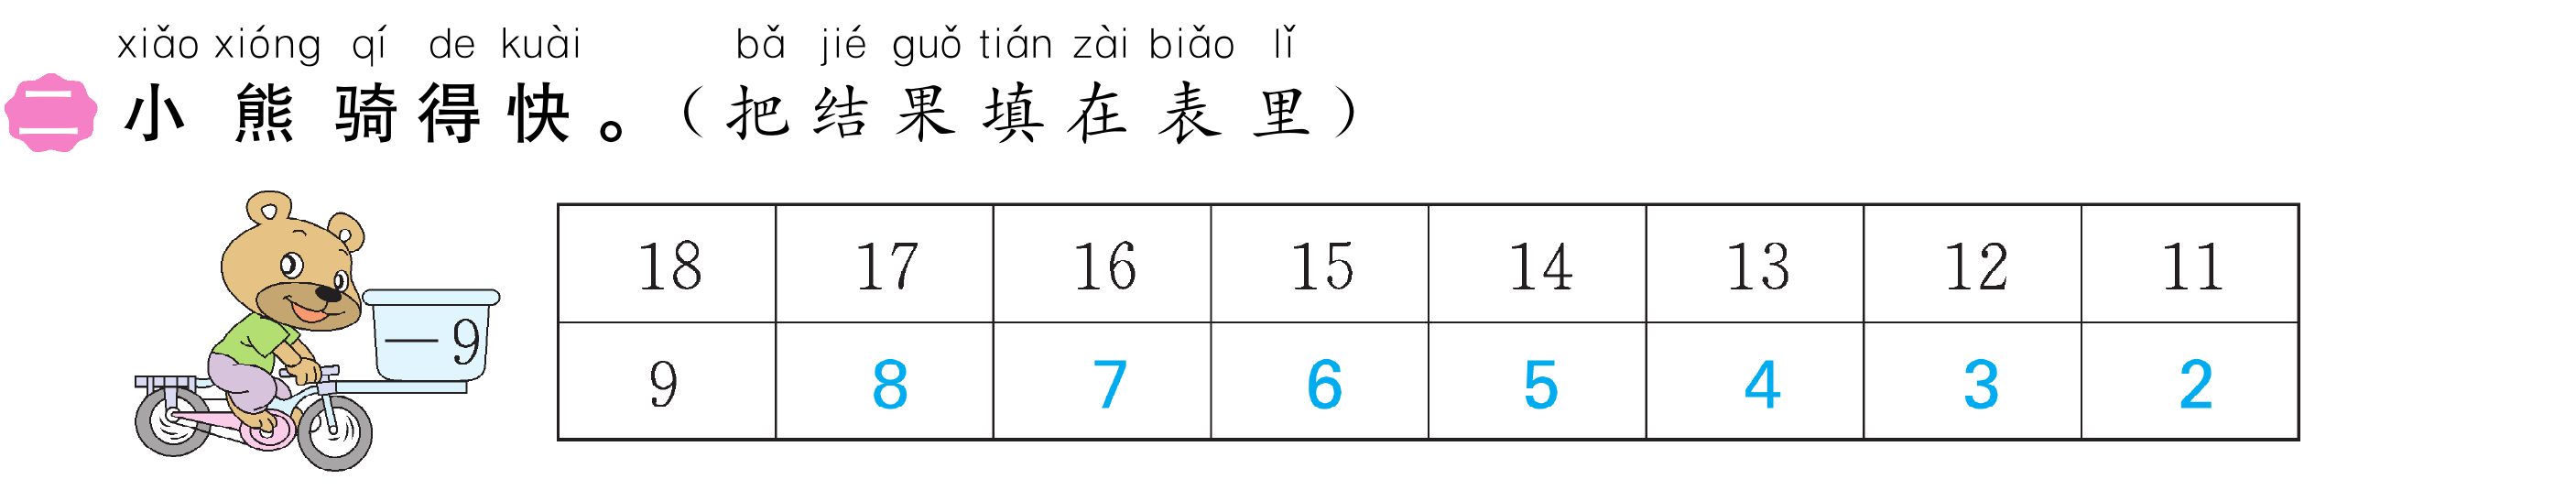 xiǎo xióng qí de kuài bǎ jié guǒ tián zài biǎo lǐ
二 小熊骑得快。（把结果填在表里）
18 17 16 15 14 13 12 11
－9
9 8 7 6 5 4 3 2